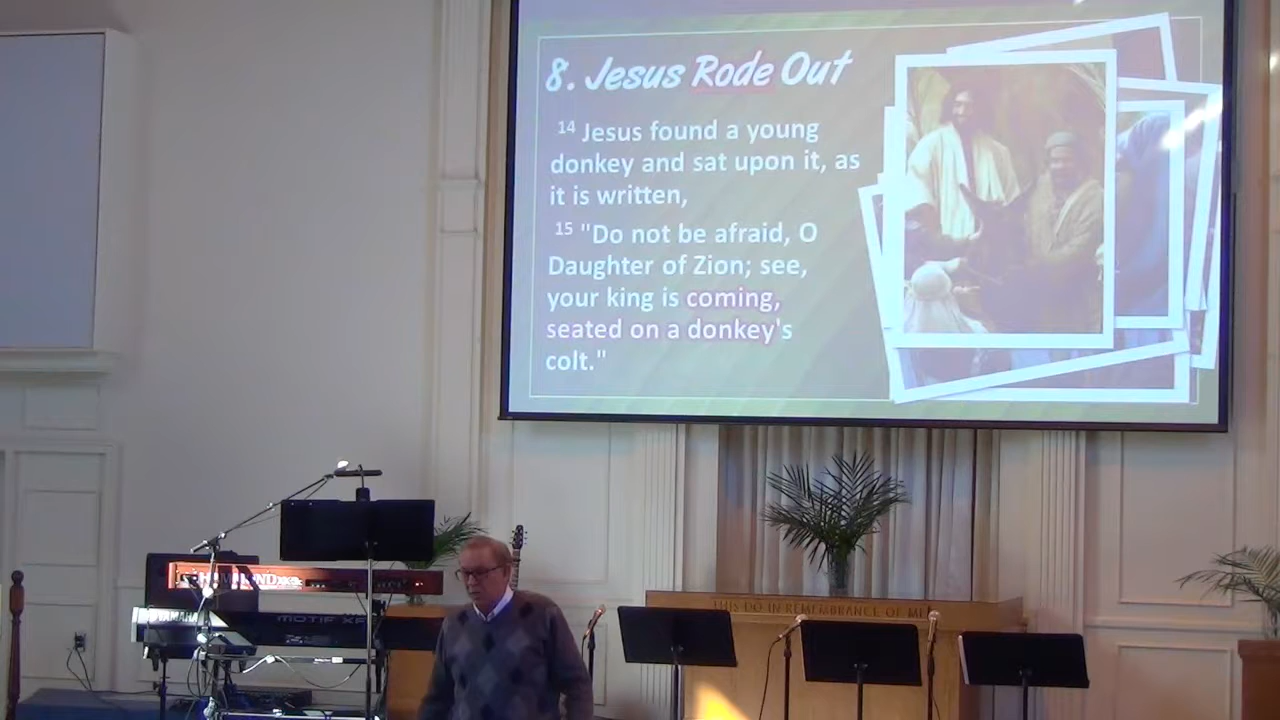 8. Jesus Rode Out
14 Jesus found a young
donkey and sat upon it, as
it is written,
15 "Do not be afraid, O
Daughter of Zion; see,
your king is coming,
seated on a donkey's
colt."
HAMMOND
YAMAHA
MOTIF XF
THIS DO IN REMEMBRANCE OF ME